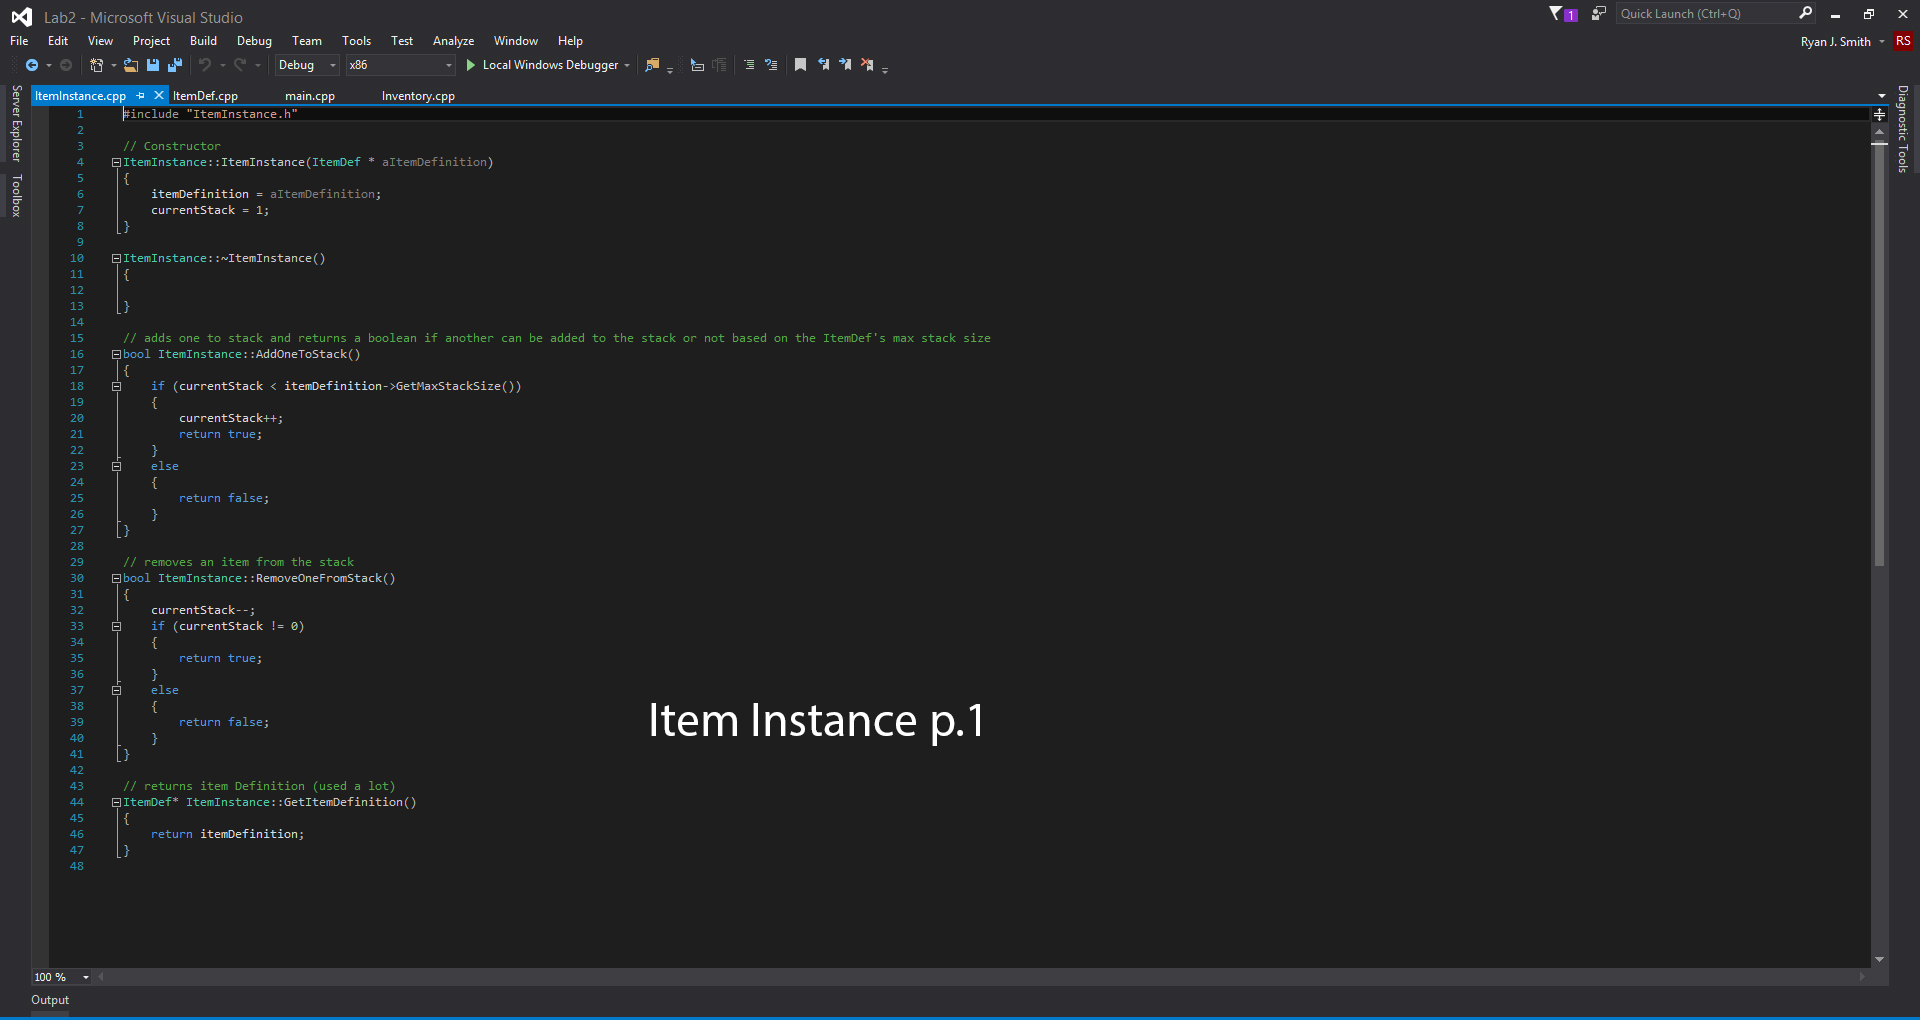 Lab2 - Microsoft Visual Studio
1
Quick Launch (Ctrl+Q)
File Edit View Project Build Debug Team Tools Test Analyze Window Help
Ryan J. Smith RS
Debug x86 Local Windows Debugger
Server Explorer
Toolbox
Diagnostic Tools
ItemInstance.cpp ItemDef.cpp main.cpp Inventory.cpp
1 #include "ItemInstance.h"
2
3 // Constructor
4 ItemInstance::ItemInstance(ItemDef * aItemDefinition)
5 {
6 itemDefinition = aItemDefinition;
7 currentStack = 1;
8 }
9
10 ItemInstance::~ItemInstance()
11 {
12
13 }
14
15 // adds one to stack and returns a boolean if another can be added to the stack or not based on the ItemDef's max stack size
16 bool ItemInstance::AddOneToStack()
17 {
18 if (currentStack < itemDefinition->GetMaxStackSize())
19 {
20 currentStack++;
21 return true;
22 }
23 else
24 {
25 return false;
26 }
27 }
28
29 // removes an item from the stack
30 bool ItemInstance::RemoveOneFromStack()
31 {
32 currentStack--;
33 if (currentStack != 0)
34 {
35 return true;
36 }
37 else
38 {
39 return false;
40 }
41 }
42
43 // returns item Definition (used a lot)
44 ItemDef* ItemInstance::GetItemDefinition()
45 {
46 return itemDefinition;
47 }
48
Item Instance p.1
100 %
Output